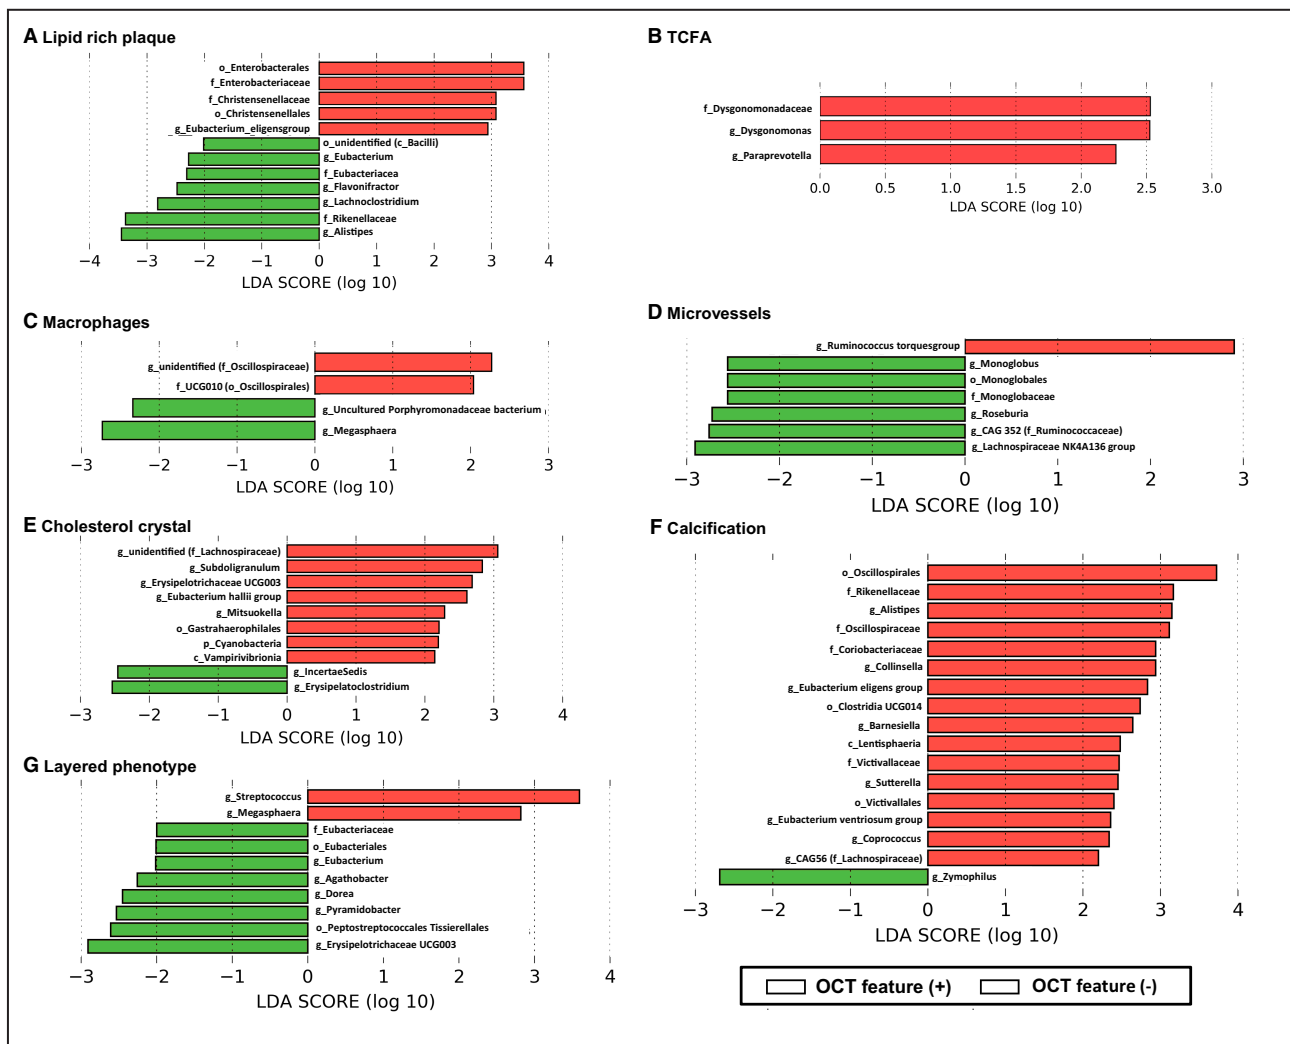 A Lipid rich plaque
o_Enterobacterales
f_Enterobacteriaceae
f_Christensenellaceae
o_Christensenellales
g_Eubacterium_eligensgroup
o_unidentified (c_Bacilli)
g_Eubacterium
f_Eubacteriacea
g_Flavonifractor
g_Lachnoclostridium
f_Rikenellaceae
g_Alistipes
−4 −3 −2 −1 0 1 2 3 4
LDA SCORE (log 10)
B TCFA
f_Dysgonomonadaceae
g_Dysgonomonas
g_Paraprevotella
0.0 0.5 1.0 1.5 2.0 2.5 3.0
LDA SCORE (log 10)
C Macrophages
g_unidentified (f_Oscillospiraceae)
f_UCG010 (o_Oscillospirales)
g_Uncultured Porphyromonadaceae bacterium
g_Megasphaera
−3 −2 −1 0 1 2 3
LDA SCORE (log 10)
D Microvessels
g_Ruminococcus torquesgroup
g_Monoglobus
o_Monoglobales
f_Monoglobaceae
g_Roseburia
g_CAG 352 (f_Ruminococcaceae)
g_Lachnospiraceae NK4A136 group
−3 −2 −1 0 1 2 3
LDA SCORE (log 10)
E Cholesterol crystal
g_unidentified (f_Lachnospiraceae)
g_Subdoligranulum
g_Erysipelotrichaceae UCG003
g_Eubacterium hallii group
g_Mitsuokella
o_Gastrahaerophilales
p_Cyanobacteria
c_Vampirivibrionia
g_IncertaeSedis
g_Erysipelatoclostridium
−3 −2 −1 0 1 2 3 4
LDA SCORE (log 10)
F Calcification
o_Oscillospirales
f_Rikenellaceae
g_Alistipes
f_Oscillospiraceae
f_Coriobacteriaceae
g_Collinsella
g_Eubacterium eligens group
o_Clostridia UCG014
g_Barnesiella
c_Lentisphaeria
f_Victivallaceae
g_Sutterella
o_Victivallales
g_Eubacterium ventriosum group
g_Coprococcus
g_CAG56 (f_Lachnospiraceae)
g_Zymophilus
−3 −2 −1 0 1 2 3 4
LDA SCORE (log 10)
G Layered phenotype
g_Streptococcus
g_Megasphaera
f_Eubacteriaceae
o_Eubacteriales
g_Eubacterium
g_Agathobacter
g_Dorea
g_Pyramidobacter
o_Peptostreptococcales Tissierellales
g_Erysipelotrichaceae UCG003
−3 −2 −1 0 1 2 3 4
LDA SCORE (log 10)
OCT feature (+) OCT feature (-)